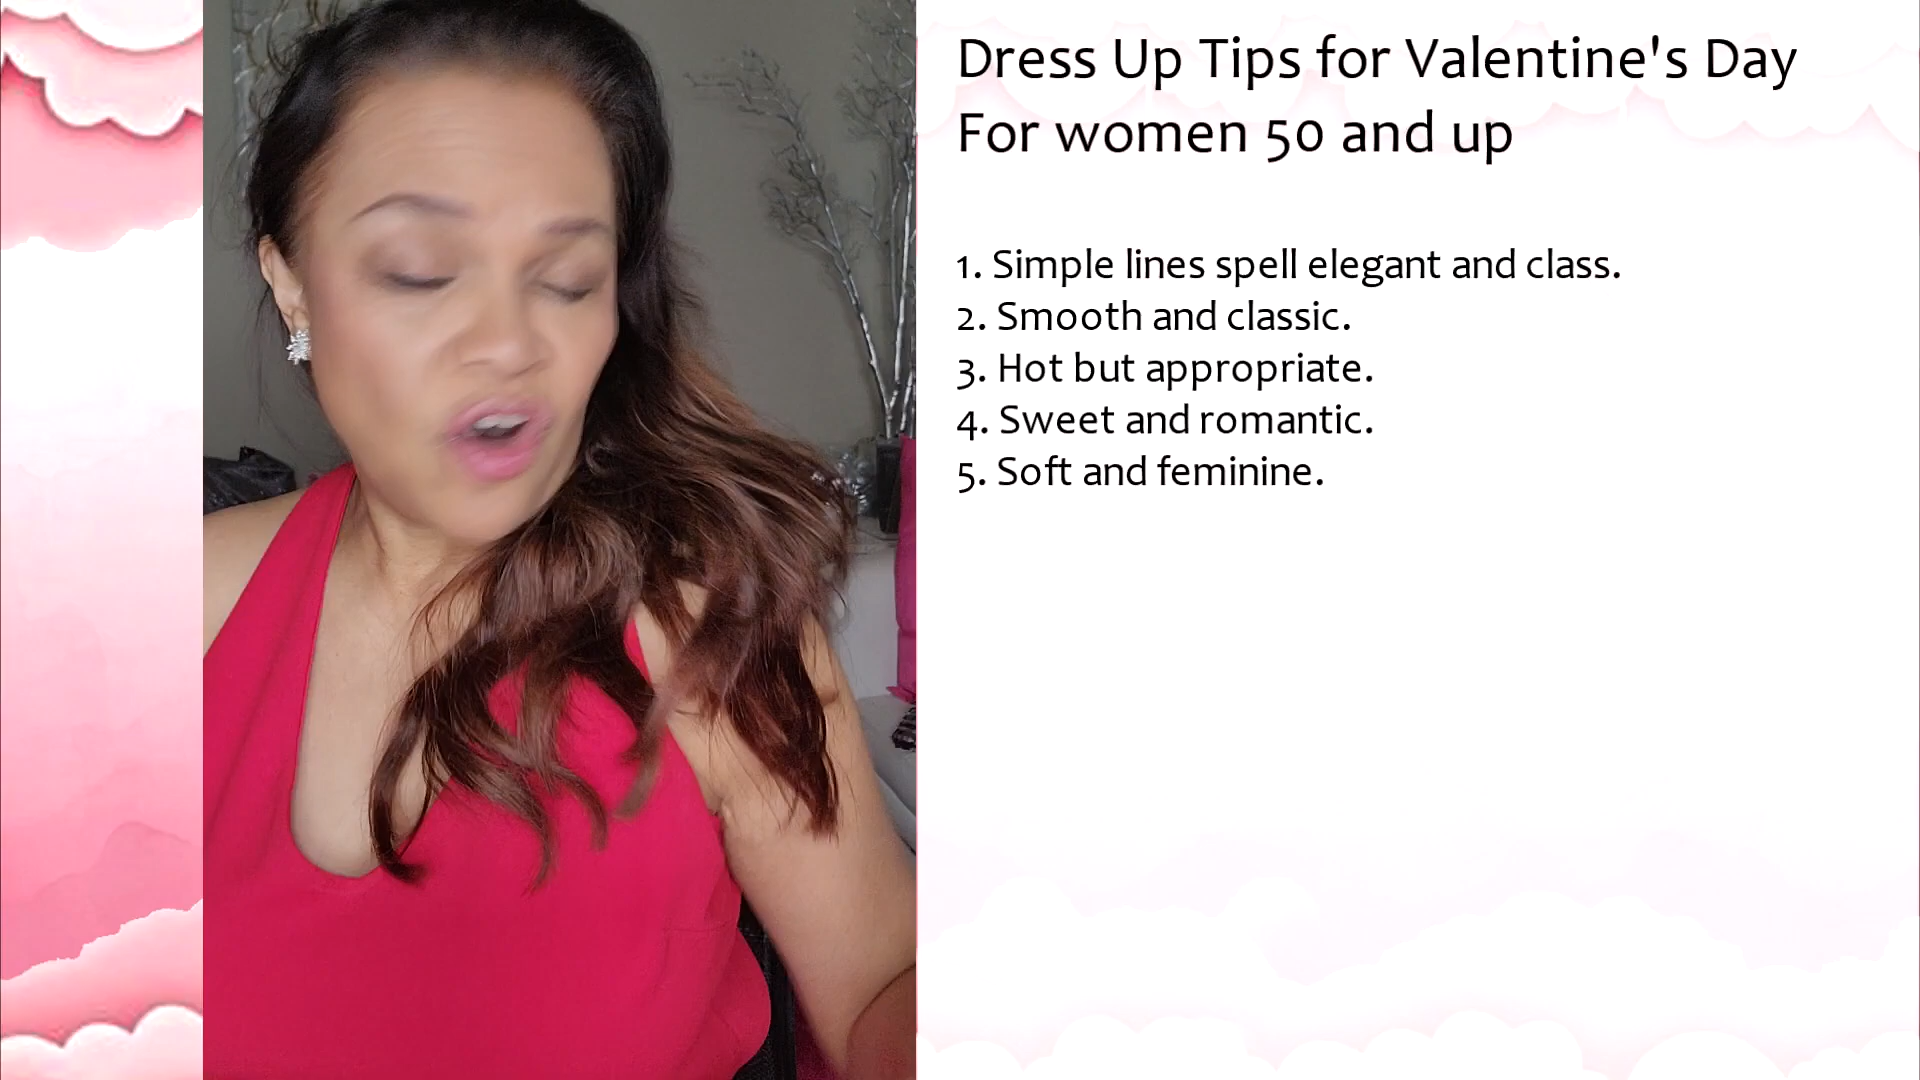 Dress Up Tips for Valentine's Day
For women 50 and up
1. Simple lines spell elegant and class.
2. Smooth and classic.
3. Hot but appropriate.
4. Sweet and romantic.
5. Soft and feminine.